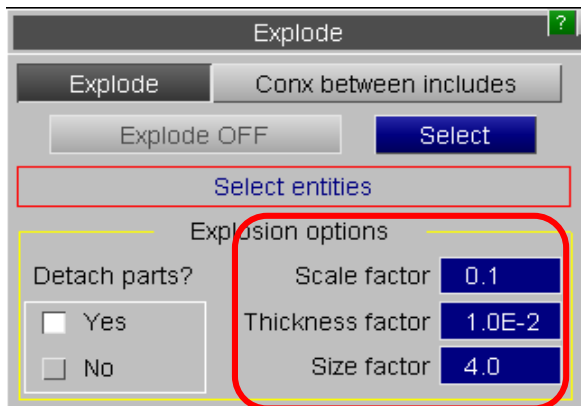 Explode ?
Explode Conx between includes
Explode OFF Select
Select entities
Explosion options
Detach parts? Scale factor 0.1
Yes Thickness factor 1.0E-2
No Size factor 4.0